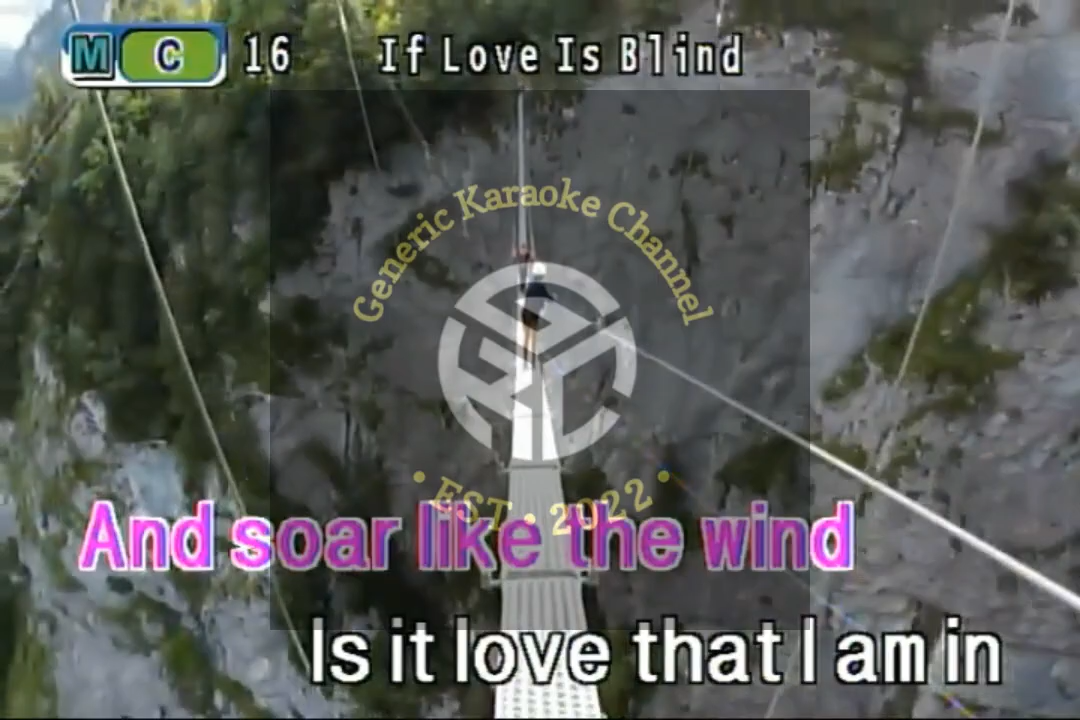 M C 16 If Love Is Blind
Generic Karaoke Channel
GKC
• EST • 2022 •
And soar like the wind
Is it love that I am in